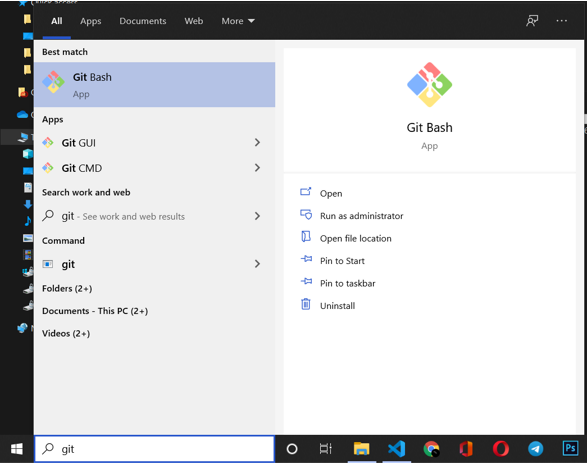 All Apps Documents Web More
Best match
Git Bash
App
Apps
Git GUI
Git CMD
Search work and web
git - See work and web results
Command
git
Folders (2+)
Documents - This PC (2+)
Videos (2+)
Git Bash
App
Open
Run as administrator
Open file location
Pin to Start
Pin to taskbar
Uninstall
git
Ps